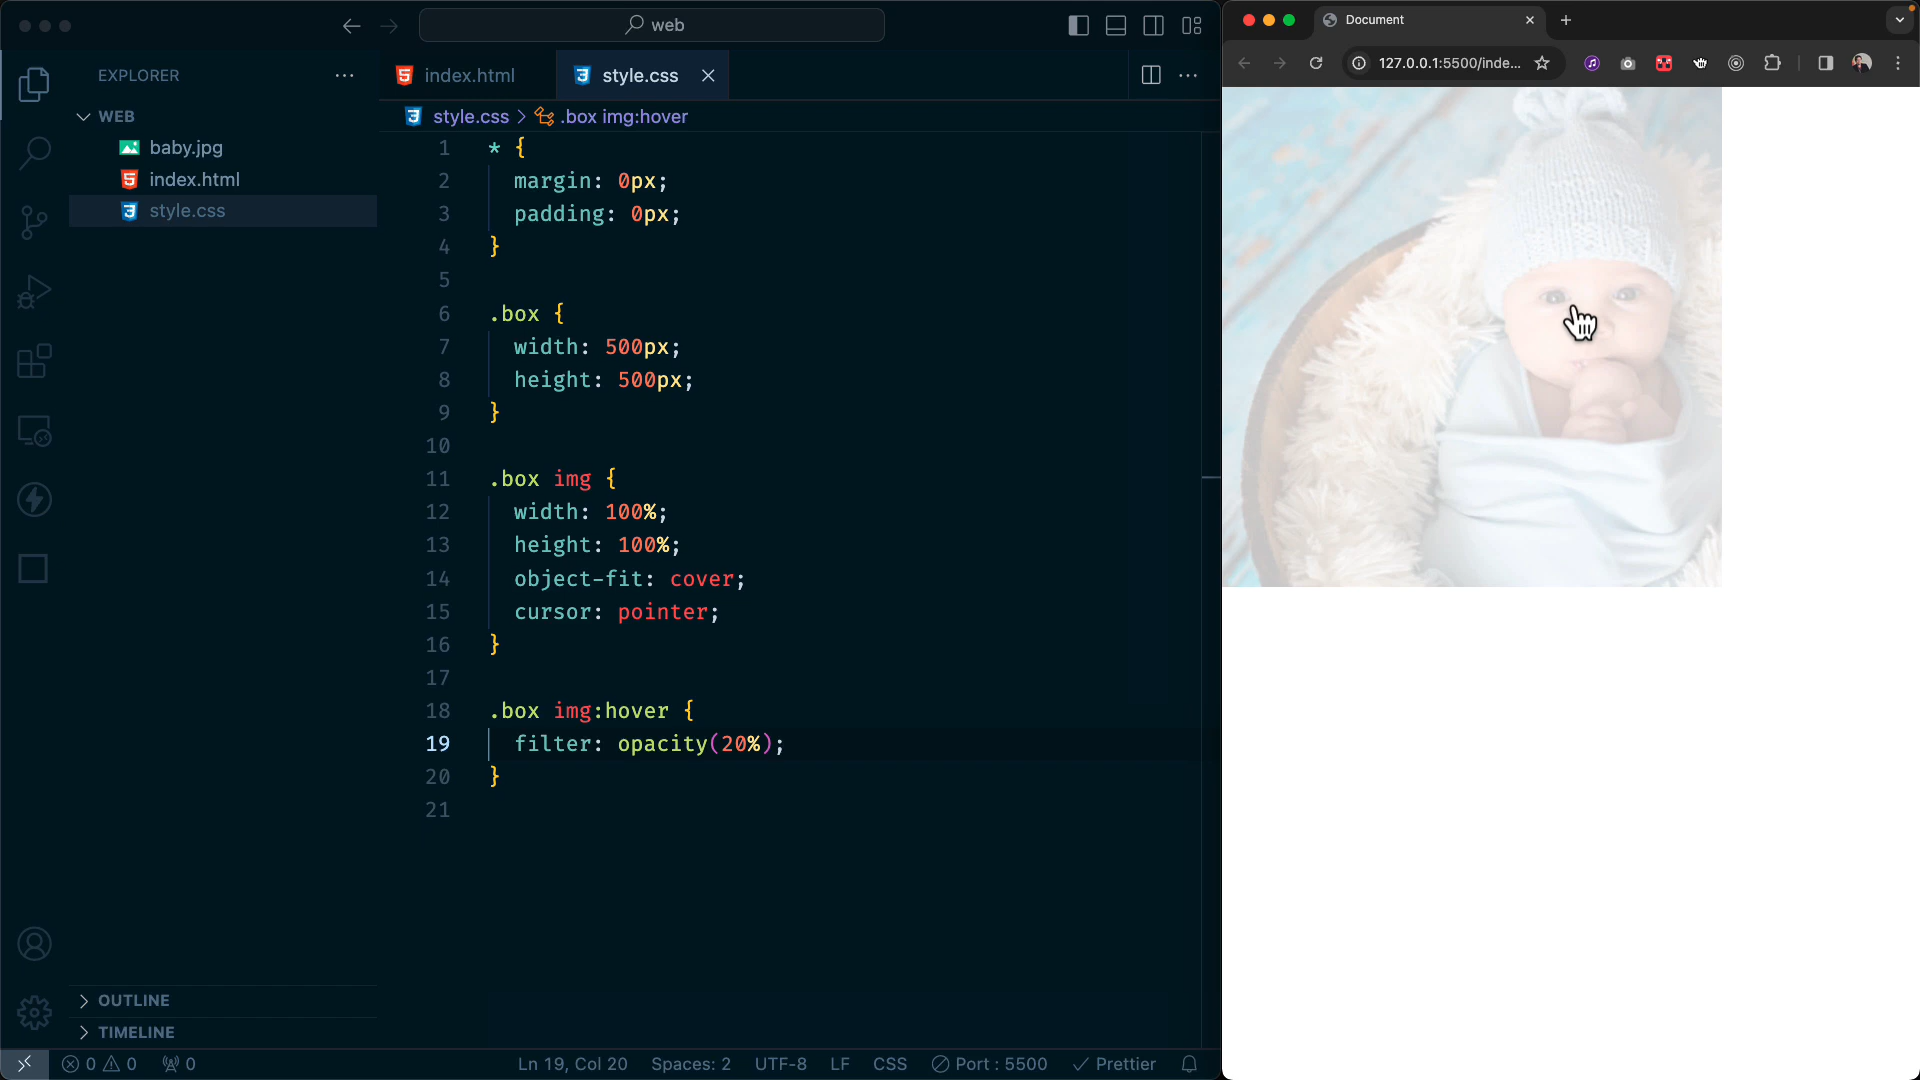 web
EXPLORER
WEB
baby.jpg
index.html
style.css
OUTLINE
TIMELINE
index.html
style.css
style.css > .box img:hover
1 * {
2 margin: 0px;
3 padding: 0px;
4 }
5
6 .box {
7 width: 500px;
8 height: 500px;
9 }
10
11 .box img {
12 width: 100%;
13 height: 100%;
14 object-fit: cover;
15 cursor: pointer;
16 }
17
18 .box img:hover {
19 filter: opacity(20%);
20 }
21
0 0 0 Ln 19, Col 20 Spaces: 2 UTF-8 LF CSS Port : 5500 Prettier
Document
127.0.0.1:5500/inde...